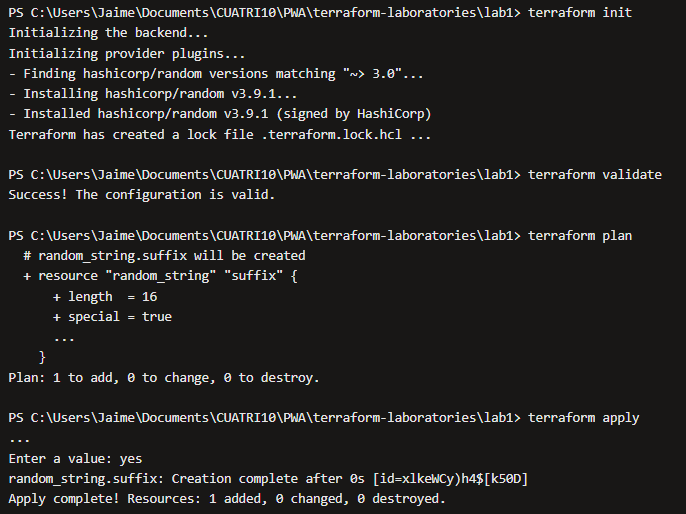 PS C:\Users\Jaime\Documents\CUATRI10\PWA\terraform-laboratories\lab1> terraform init
Initializing the backend...
Initializing provider plugins...
- Finding hashicorp/random versions matching "~> 3.0"...
- Installing hashicorp/random v3.9.1...
- Installed hashicorp/random v3.9.1 (signed by HashiCorp)
Terraform has created a lock file .terraform.lock.hcl ...
PS C:\Users\Jaime\Documents\CUATRI10\PWA\terraform-laboratories\lab1> terraform validate
Success! The configuration is valid.
PS C:\Users\Jaime\Documents\CUATRI10\PWA\terraform-laboratories\lab1> terraform plan
  # random_string.suffix will be created
  + resource "random_string" "suffix" {
      + length  = 16
      + special = true
      ...
    }
Plan: 1 to add, 0 to change, 0 to destroy.
PS C:\Users\Jaime\Documents\CUATRI10\PWA\terraform-laboratories\lab1> terraform apply
...
Enter a value: yes
random_string.suffix: Creation complete after 0s [id=xlkeWCy)h4$[k50D]
Apply complete! Resources: 1 added, 0 changed, 0 destroyed.